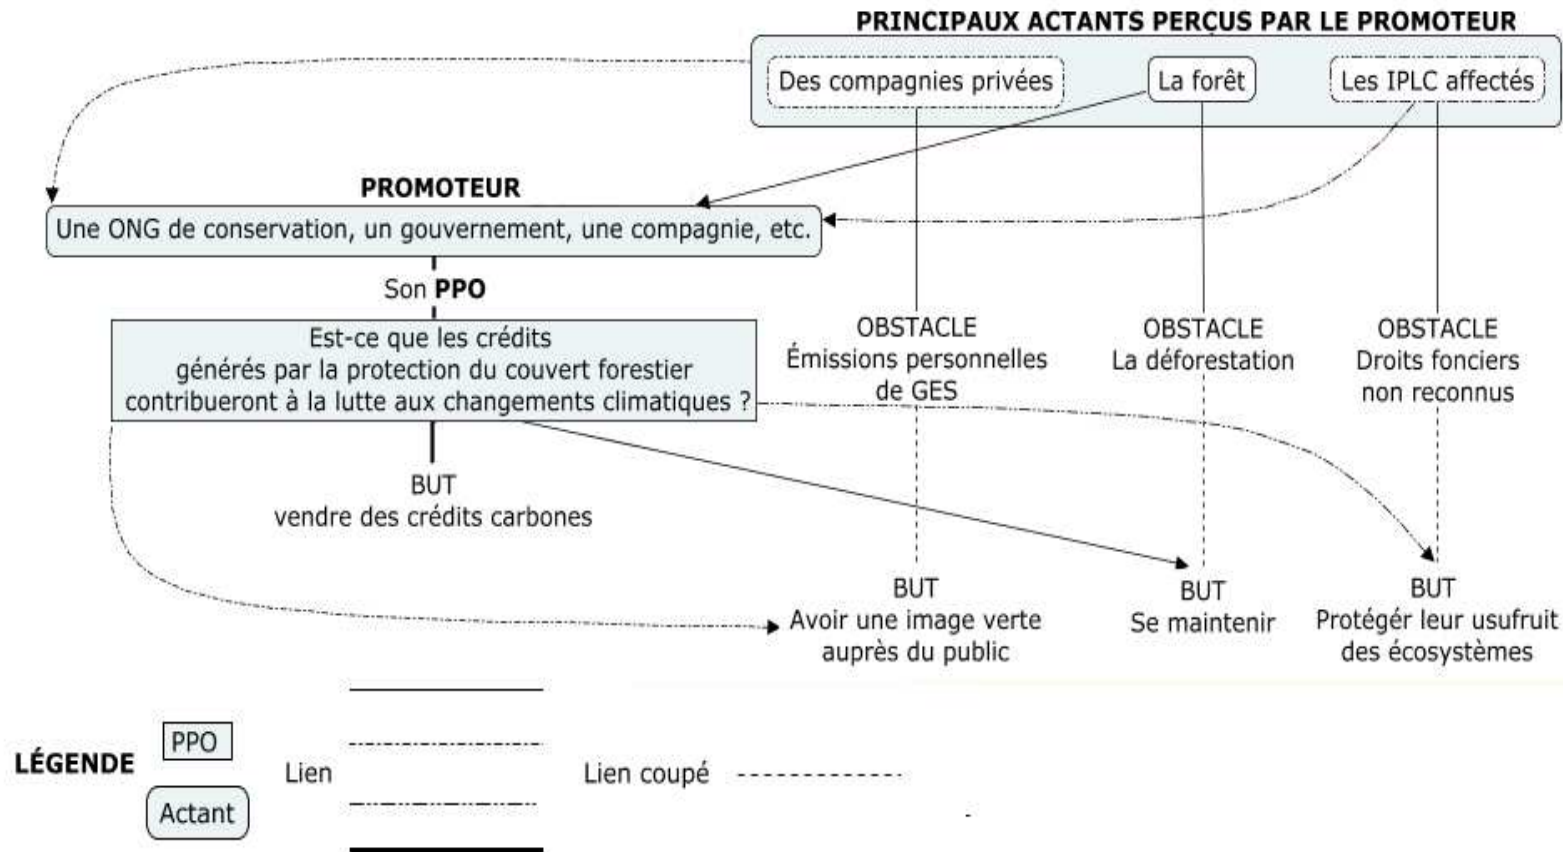 PRINCIPAUX ACTANTS PERÇUS PAR LE PROMOTEUR
Des compagnies privées
La forêt
Les IPLC affectés
PROMOTEUR
Une ONG de conservation, un gouvernement, une compagnie, etc.
Son PPO
Est-ce que les crédits
générés par la protection du couvert forestier
contribueront à la lutte aux changements climatiques ?
BUT
vendre des crédits carbones
OBSTACLE
Émissions personnelles
de GES
OBSTACLE
La déforestation
OBSTACLE
Droits fonciers
non reconnus
BUT
Avoir une image verte
auprès du public
BUT
Se maintenir
BUT
Protégér leur usufruit
des écosystèmes
LÉGENDE
PPO
Actant
Lien
Lien coupé